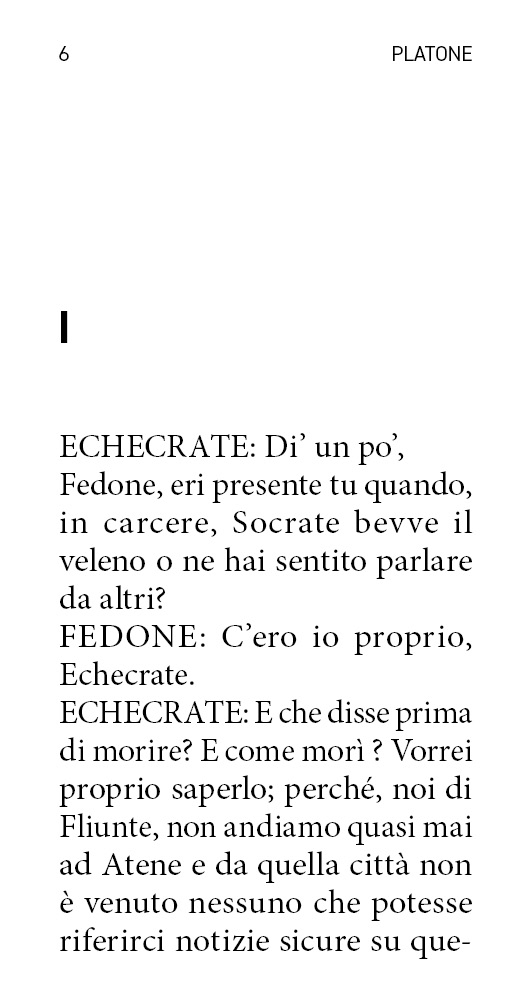 6 PLATONE
I
ECHECRATE: Di’ un po’,
Fedone, eri presente tu quando,
in carcere, Socrate bevve il
veleno o ne hai sentito parlare
da altri?
FEDONE: C’ero io proprio,
Echecrate.
ECHECRATE: E che disse prima
di morire? E come morì ? Vorrei
proprio saperlo; perché, noi di
Fliunte, non andiamo quasi mai
ad Atene e da quella città non
è venuto nessuno che potesse
riferirci notizie sicure su que-